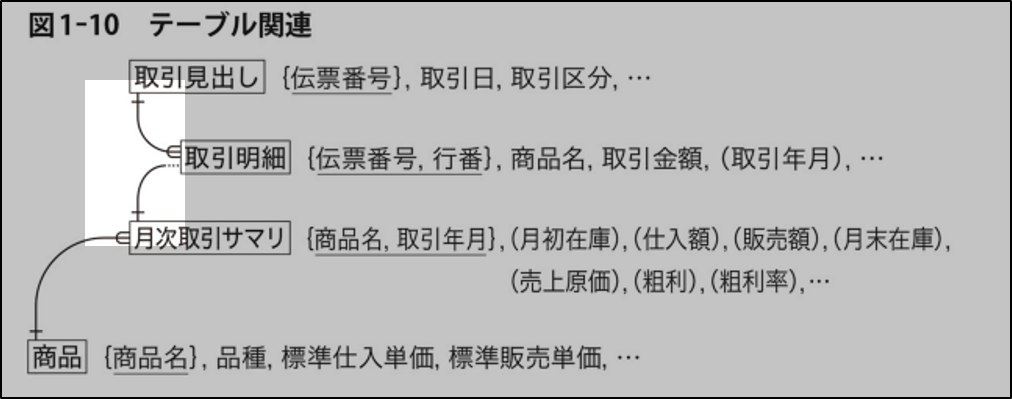 図1-10 テーブル関連
取引見出し {伝票番号}, 取引日, 取引区分, …
取引明細 {伝票番号, 行番}, 商品名, 取引金額, (取引年月), …
月次取引サマリ {商品名, 取引年月}, (月初在庫), (仕入額), (販売額), (月末在庫),
(売上原価), (粗利), (粗利率), …
商品 {商品名}, 品種, 標準仕入単価, 標準販売単価, …